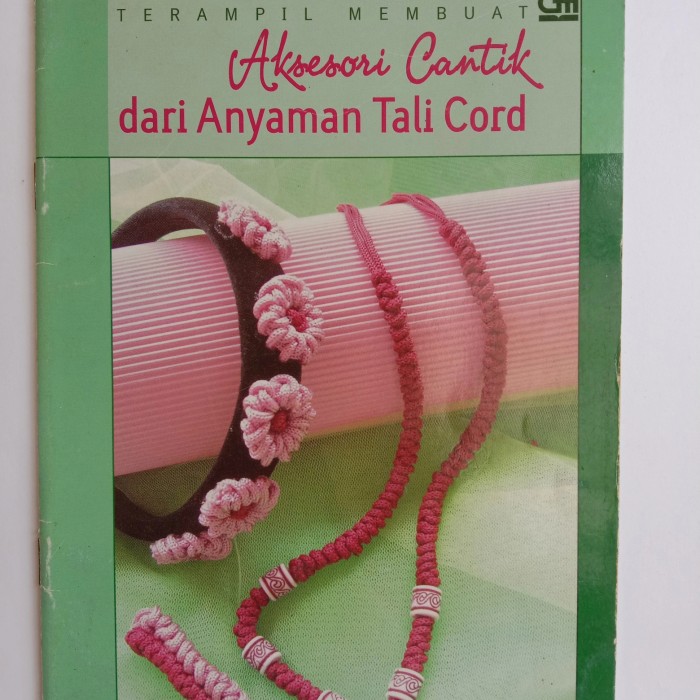 TERAMPIL MEMBUAT
Aksesori Cantik
dari Anyaman Tali Cord